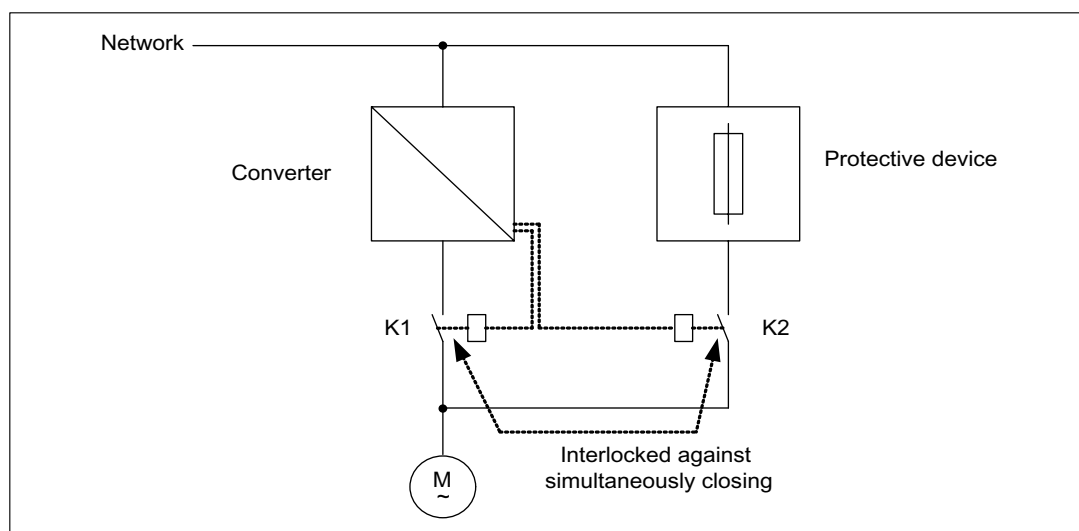 Network
Converter
Protective device
K1
K2
Interlocked against
simultaneously closing
M
~